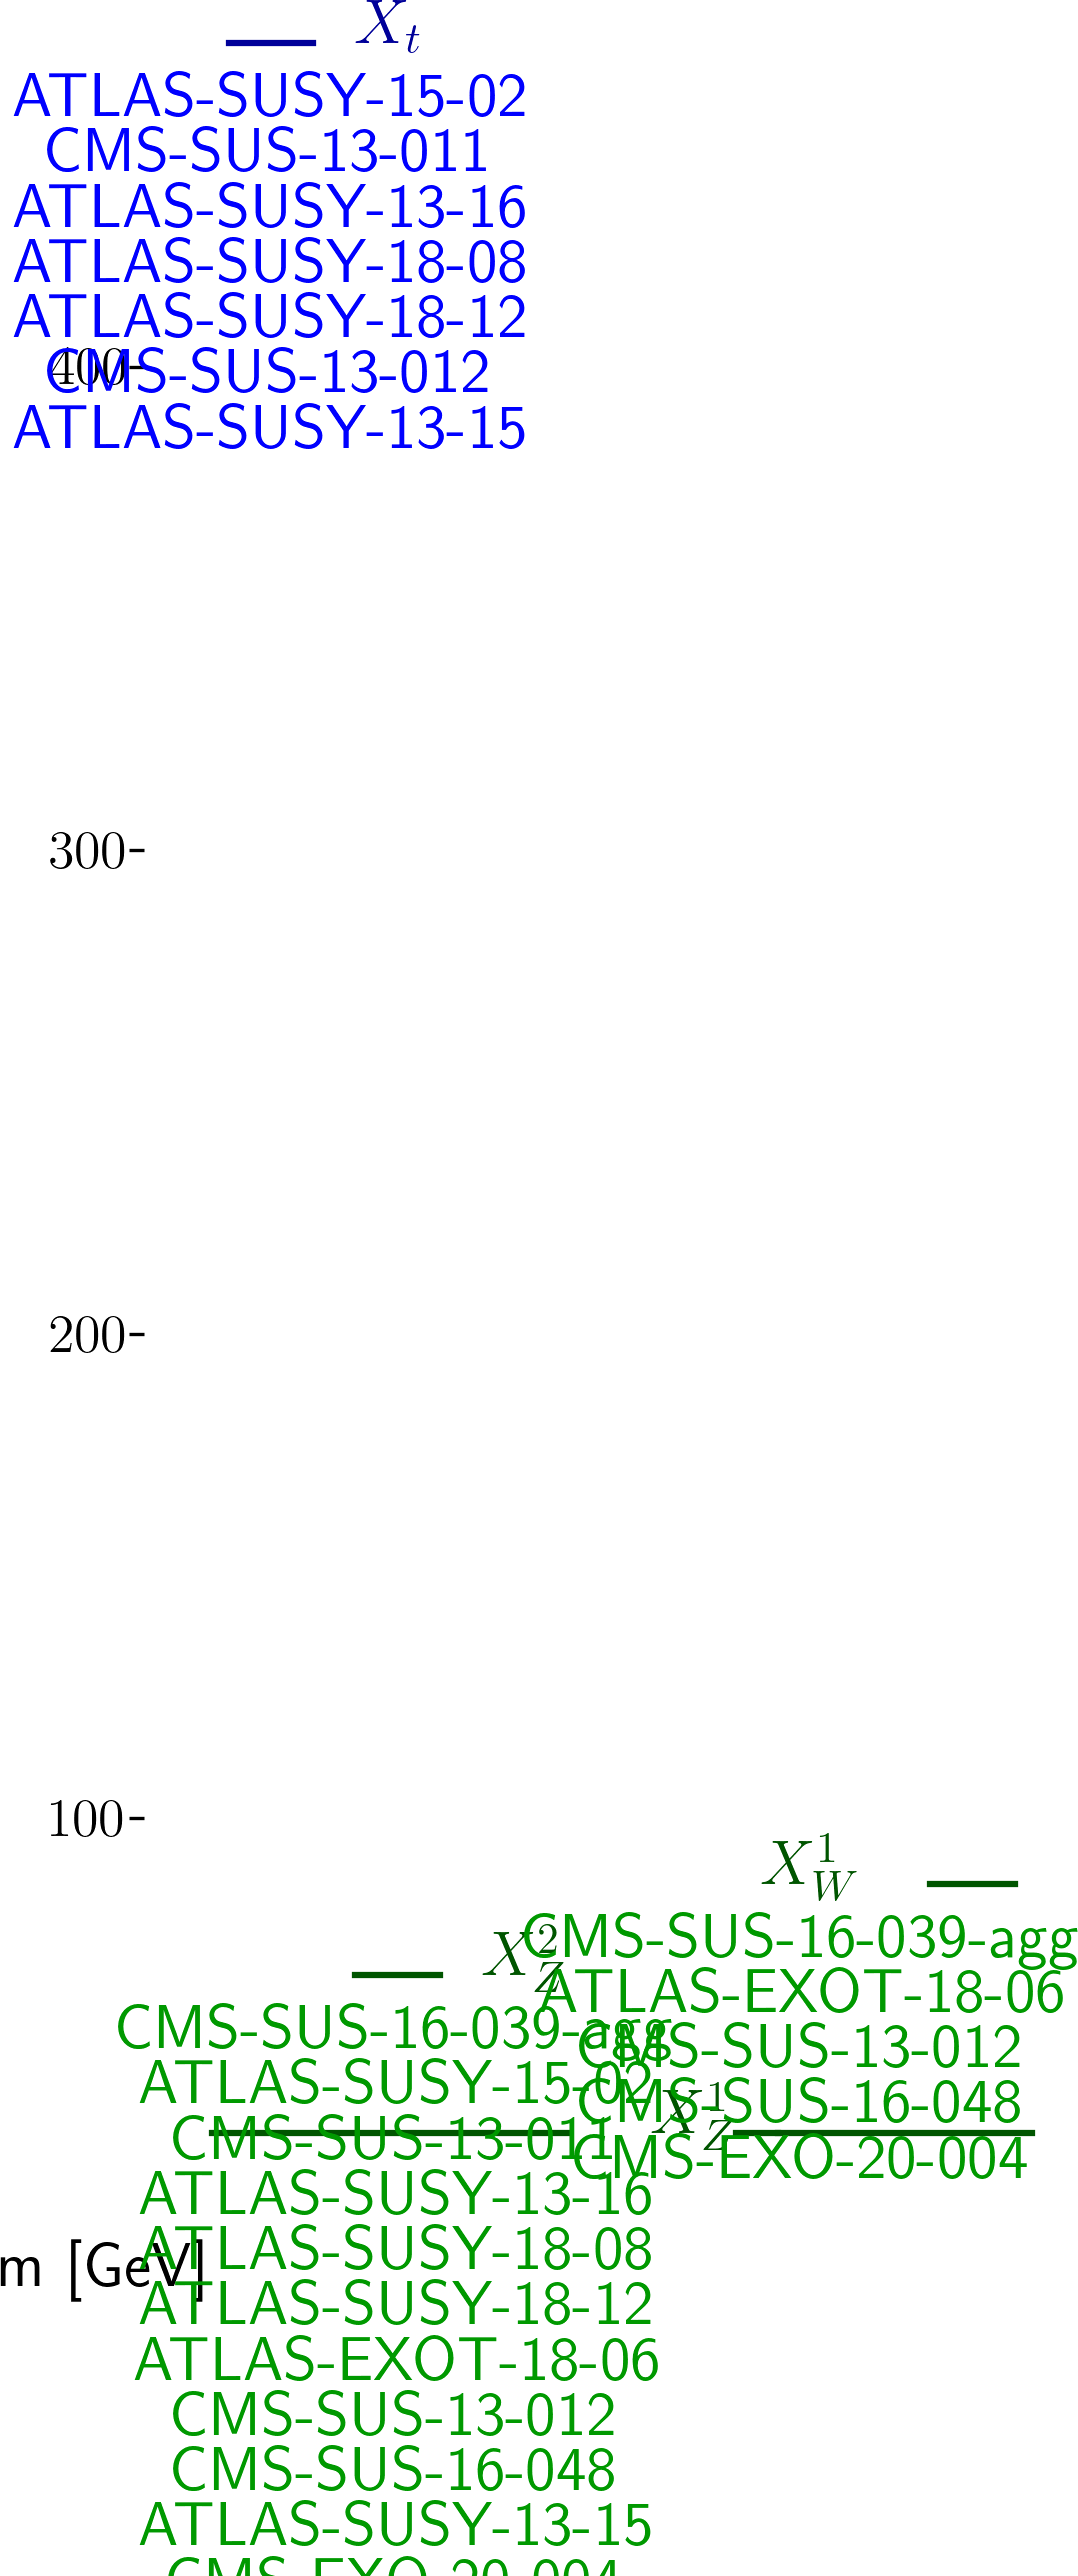 X_t
ATLAS-SUSY-15-02
CMS-SUS-13-011
ATLAS-SUSY-13-16
ATLAS-SUSY-18-08
ATLAS-SUSY-18-12
400
CMS-SUS-13-012
ATLAS-SUSY-13-15
300
200
100
X_W^1
CMS-SUS-16-039-agg
ATLAS-EXOT-18-06
CMS-SUS-13-012
CMS-SUS-16-048
CMS-EXO-20-004
X_Z^2
CMS-SUS-16-039-agg
ATLAS-SUSY-15-02
X_Z^1
CMS-SUS-13-011
ATLAS-SUSY-13-16
ATLAS-SUSY-18-08
m [GeV]
ATLAS-SUSY-18-12
ATLAS-EXOT-18-06
CMS-SUS-13-012
CMS-SUS-16-048
ATLAS-SUSY-13-15
CMS-EXO-20-004